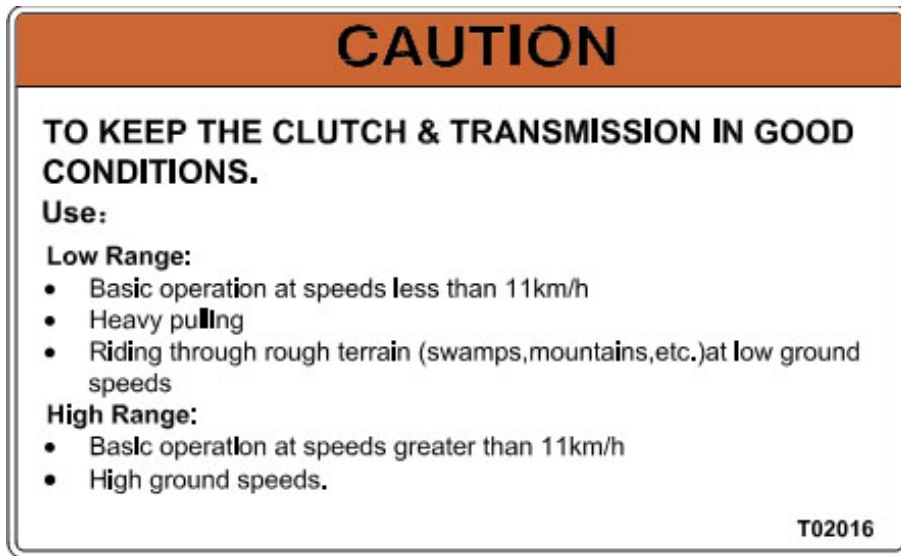 CAUTION
TO KEEP THE CLUTCH & TRANSMISSION IN GOOD
CONDITIONS.
Use:
Low Range:
• Basic operation at speeds less than 11km/h
• Heavy pulling
• Riding through rough terrain (swamps,mountains,etc.)at low ground
speeds
High Range:
• Basic operation at speeds greater than 11km/h
• High ground speeds.
T02016